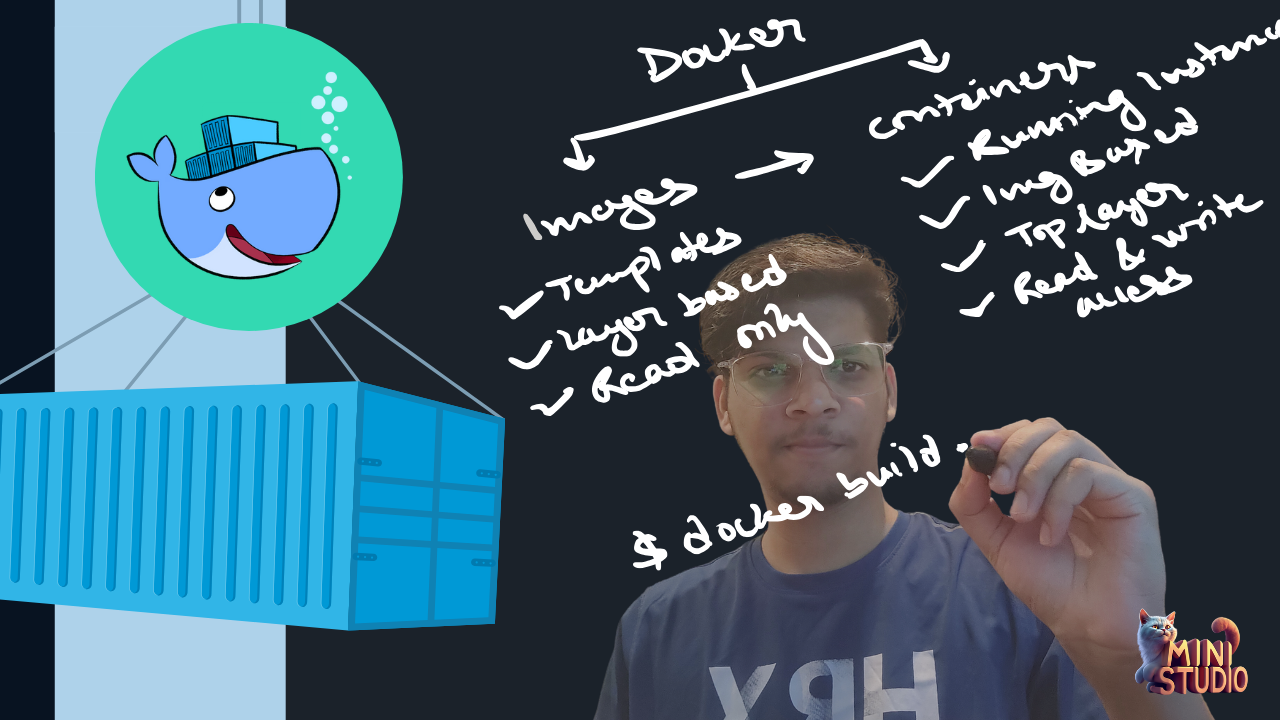 Docker
Images
✓ Templates
✓ Layer based
✓ Read only
→
Containers
✓ Running Instanc
✓ Img Based
✓ Top layer
✓ Read & write
access
$ docker build .
HRX
MINI
STUDIO